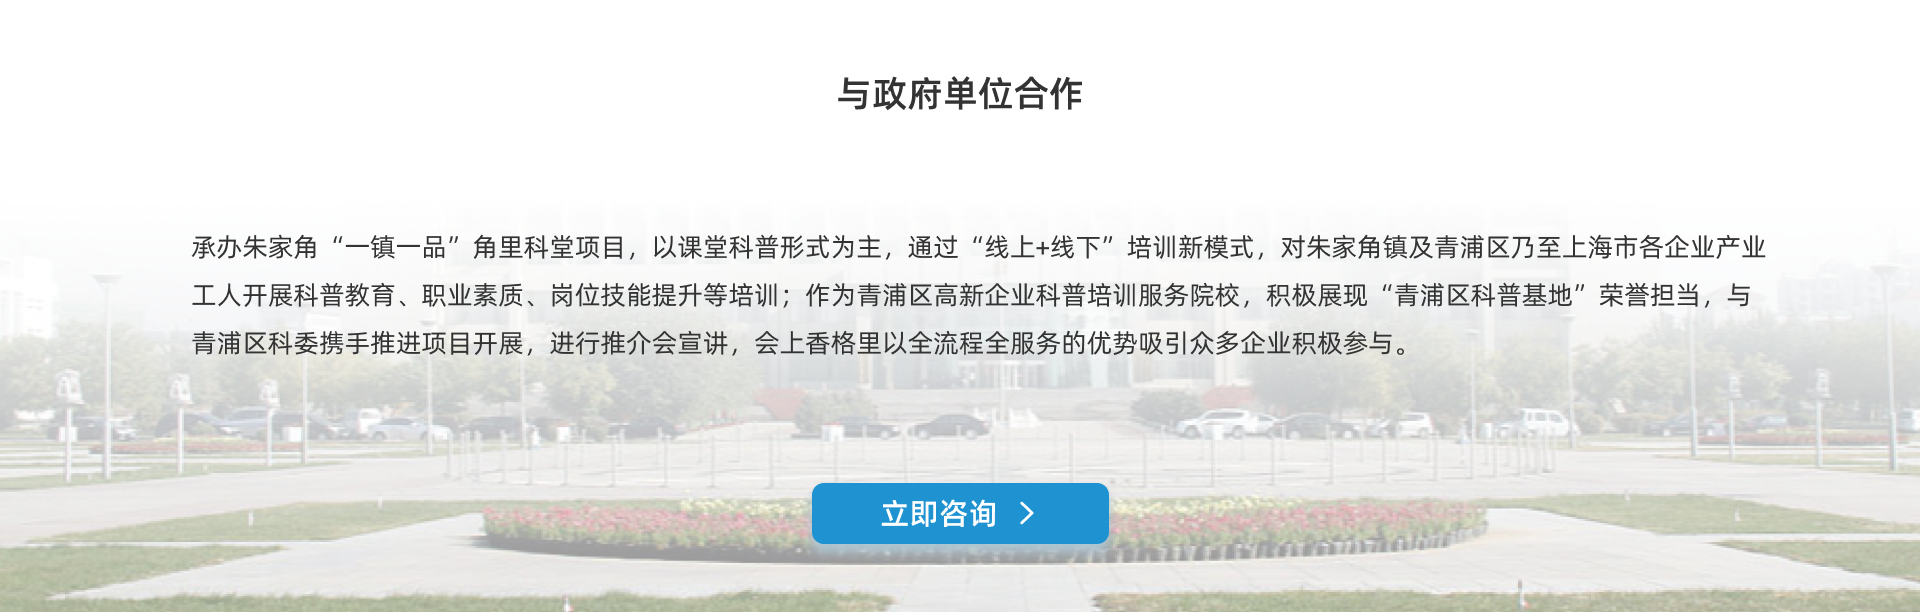 与政府单位合作
承办朱家角“一镇一品”角里科堂项目，以课堂科普形式为主，通过“线上+线下”培训新模式，对朱家角镇及青浦区乃至上海市各企业产业
工人开展科普教育、职业素质、岗位技能提升等培训；作为青浦区高新企业科普培训服务院校，积极展现“青浦区科普基地”荣誉担当，与
青浦区科委携手推进项目开展，进行推介会宣讲，会上香格里以全流程全服务的优势吸引众多企业积极参与。
立即咨询 >